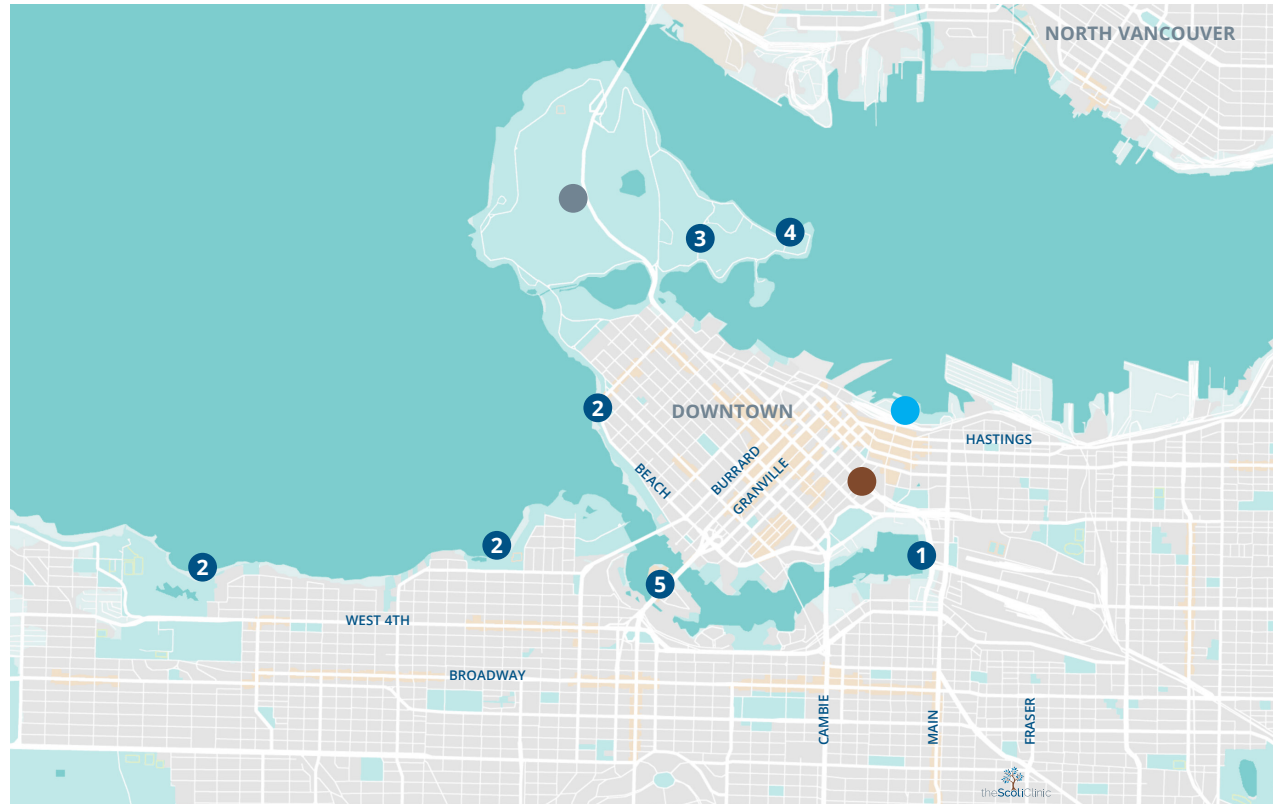 NORTH VANCOUVER
3
4
2
DOWNTOWN
HASTINGS
BEACH
BURRARD
GRANVILLE
2
2
1
5
WEST 4TH
BROADWAY
CAMBIE
MAIN
FRASER
theScoliClinic